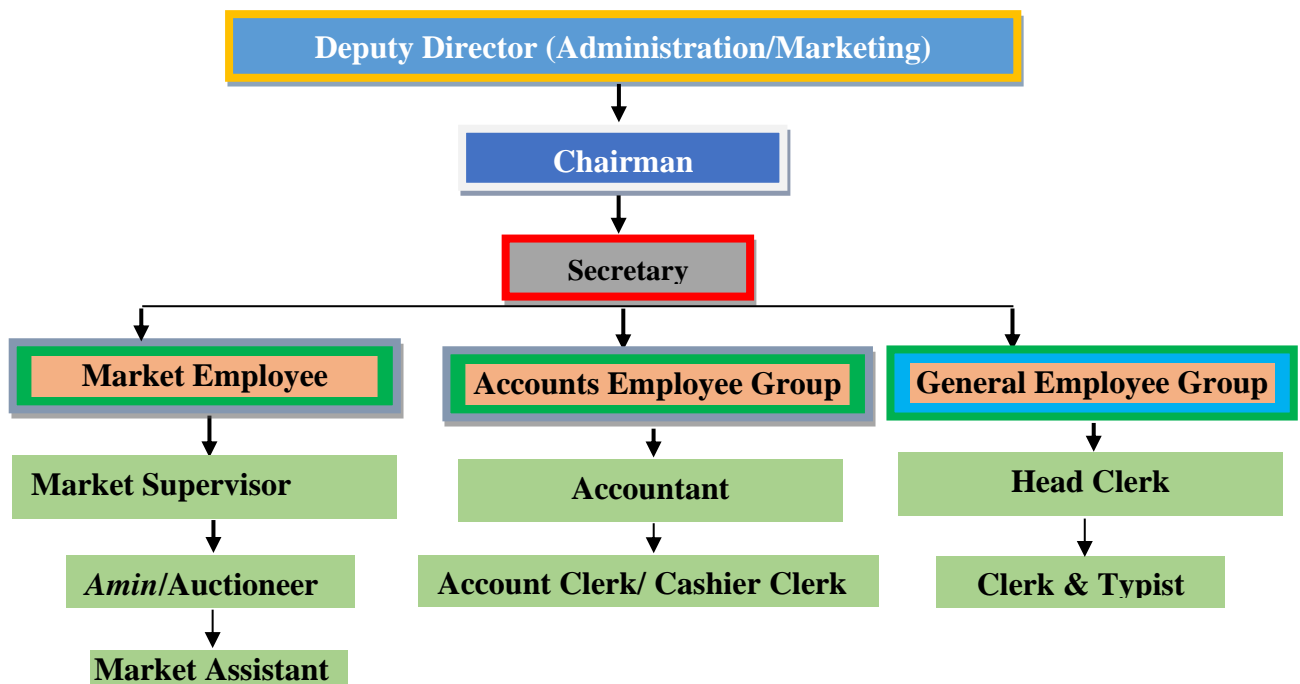 Deputy Director (Administration/Marketing)
Chairman
Secretary
Market Employee
Accounts Employee Group
General Employee Group
Market Supervisor
Accountant
Head Clerk
Amin/Auctioneer
Account Clerk/ Cashier Clerk
Clerk & Typist
Market Assistant